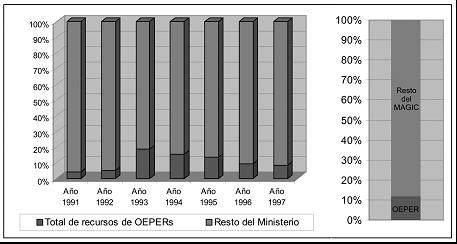 100%
90%
80%
70%
60%
50%
40%
30%
20%
10%
0%
Año 1991
Año 1992
Año 1993
Año 1994
Año 1995
Año 1996
Año 1997
Total de recursos de OEPERs
Resto del Ministerio
100%
90%
80%
70%
60%
50%
40%
30%
20%
10%
0%
Resto
del
MAGIC
OEPER